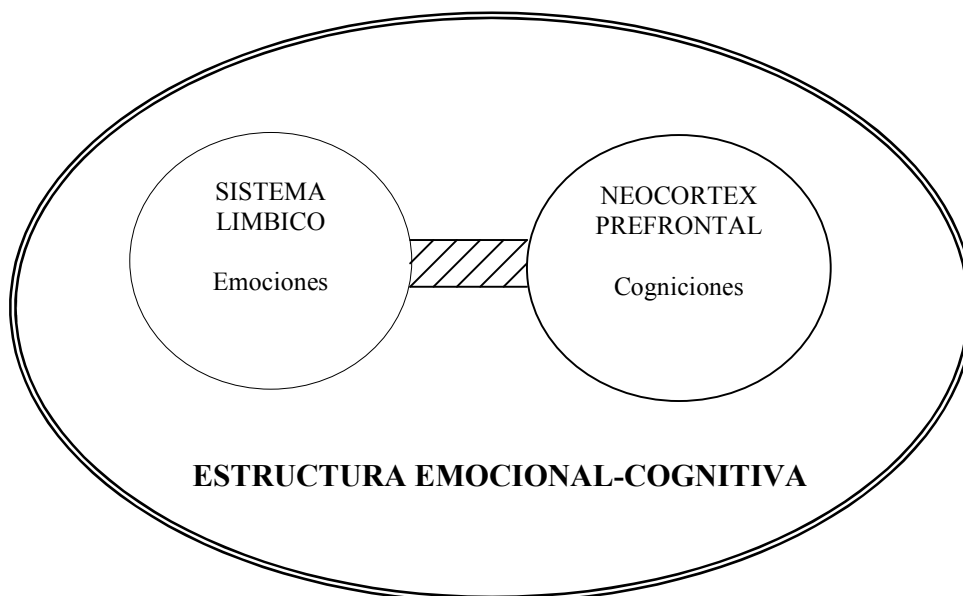 SISTEMA
LIMBICO
Emociones
NEOCORTEX
PREFRONTAL
Cogniciones
ESTRUCTURA EMOCIONAL-COGNITIVA